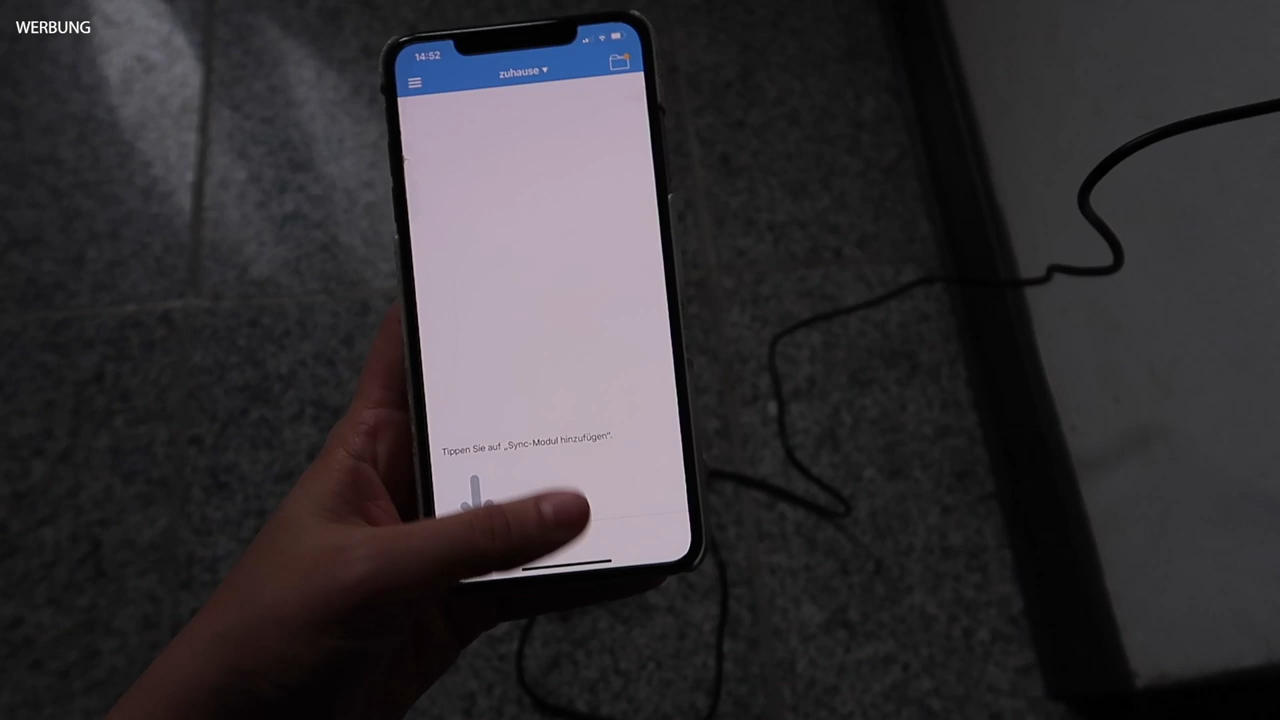 WERBUNG
14:52
zuhause ▾
Tippen Sie auf „Sync-Modul hinzufügen“.